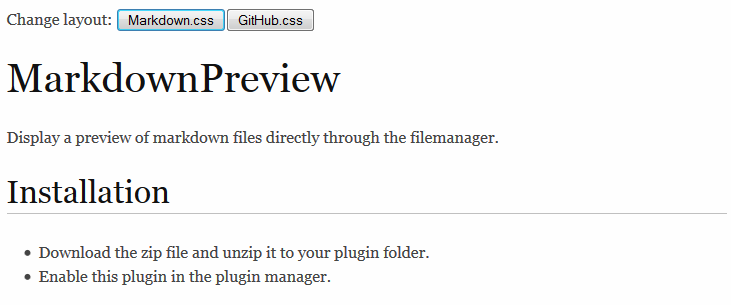 Change layout: Markdown.css GitHub.css
MarkdownPreview
Display a preview of markdown files directly through the filemanager.
Installation
Download the zip file and unzip it to your plugin folder.
Enable this plugin in the plugin manager.